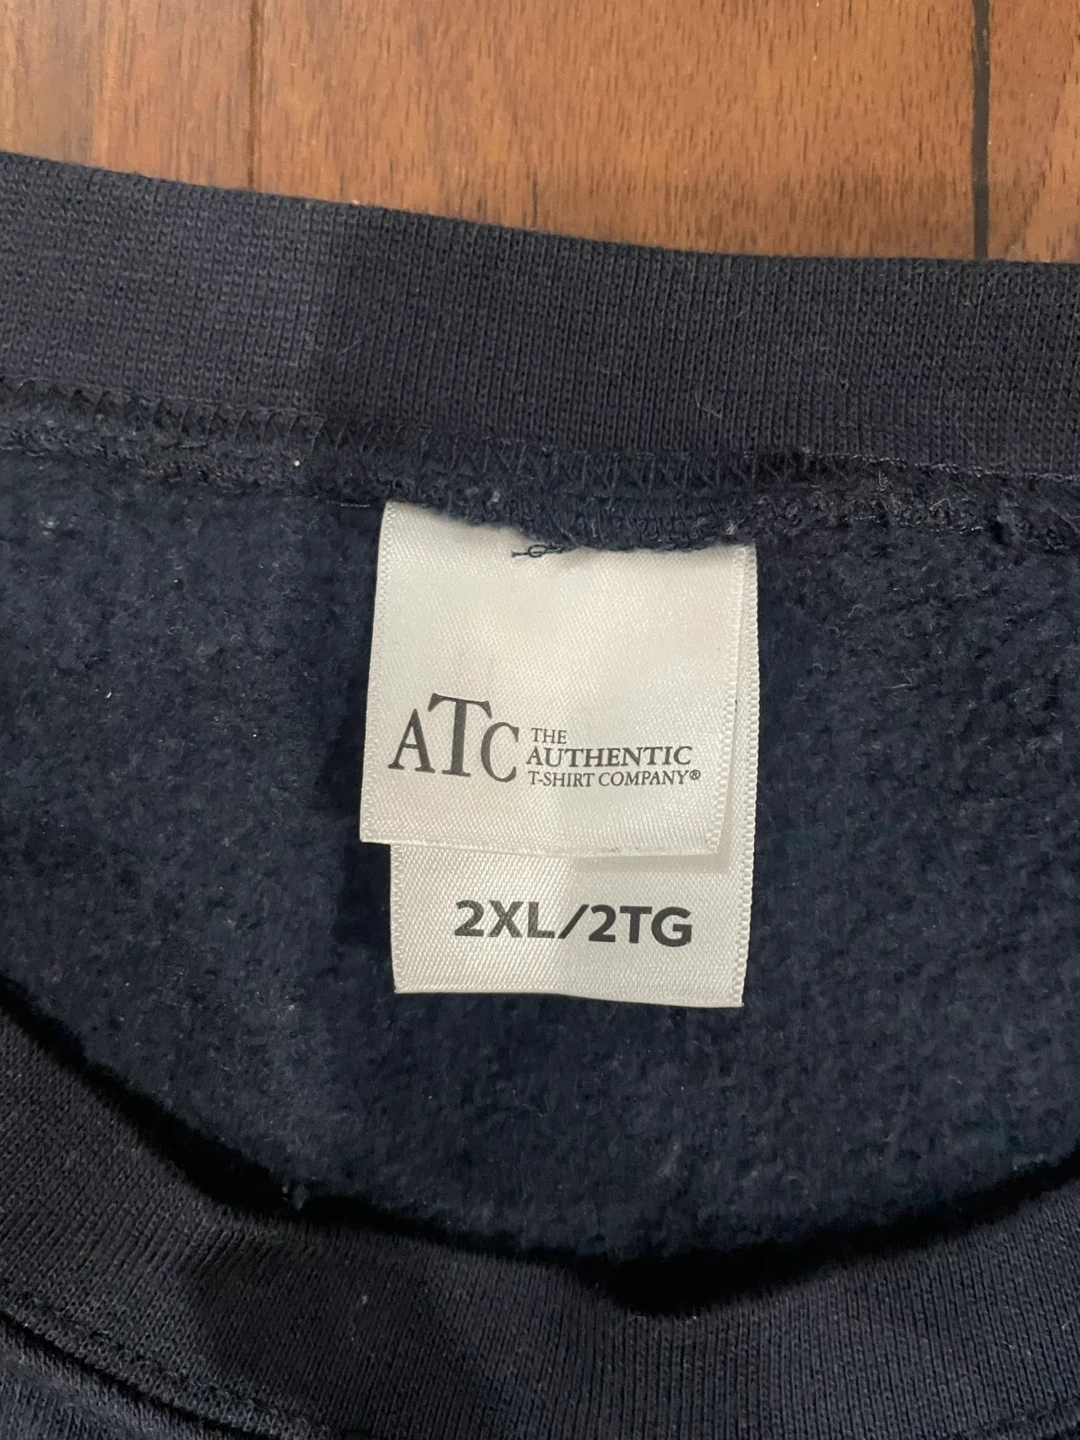 ATC THE
AUTHENTIC
T-SHIRT COMPANY®
2XL/2TG